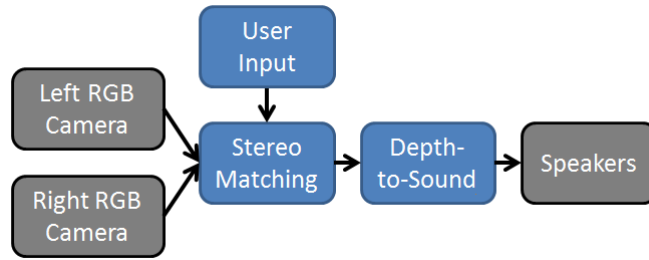 User
Input
Left RGB
Camera
Stereo
Matching
Depth-
to-Sound
Speakers
Right RGB
Camera